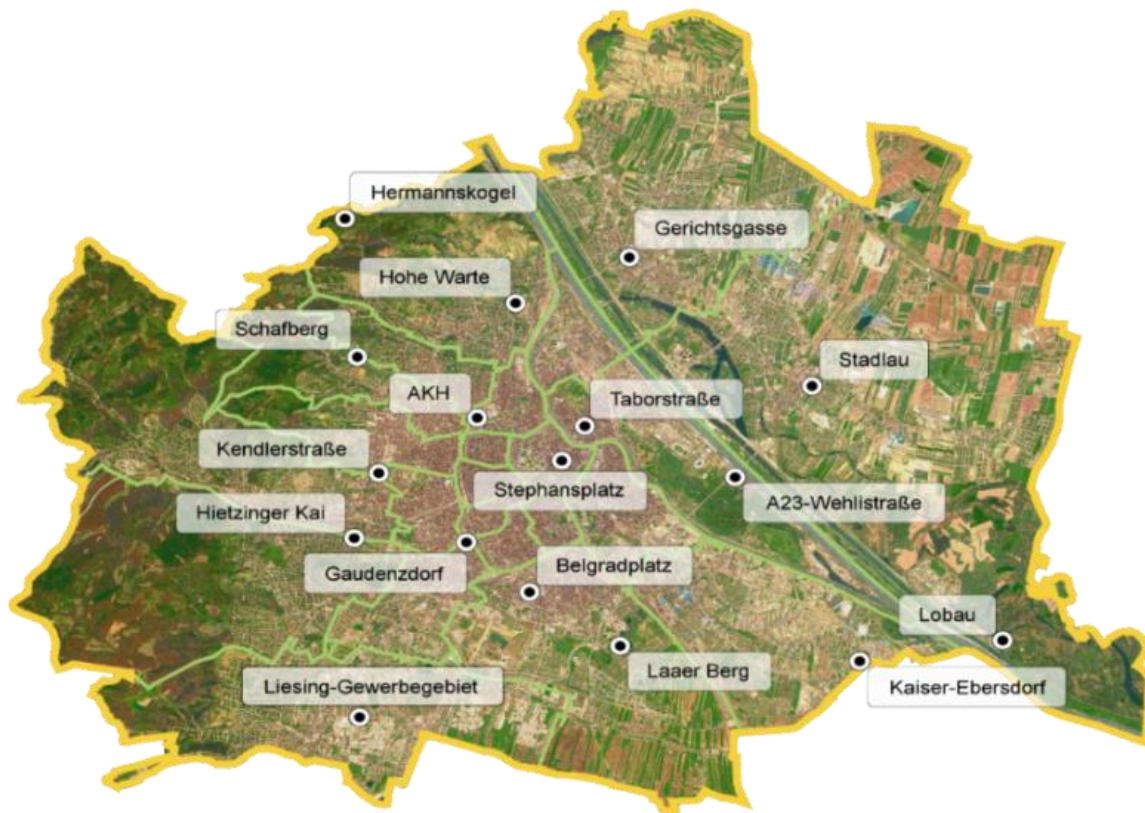 Hermannskogel
Gerichtsgasse
Hohe Warte
Schafberg
Stadlau
AKH
Taborstraße
Kendlerstraße
Stephansplatz
A23-Wehlistraße
Hietzinger Kai
Gaudenzdorf
Belgradplatz
Lobau
Laaer Berg
Kaiser-Ebersdorf
Liesing-Gewerbegebiet